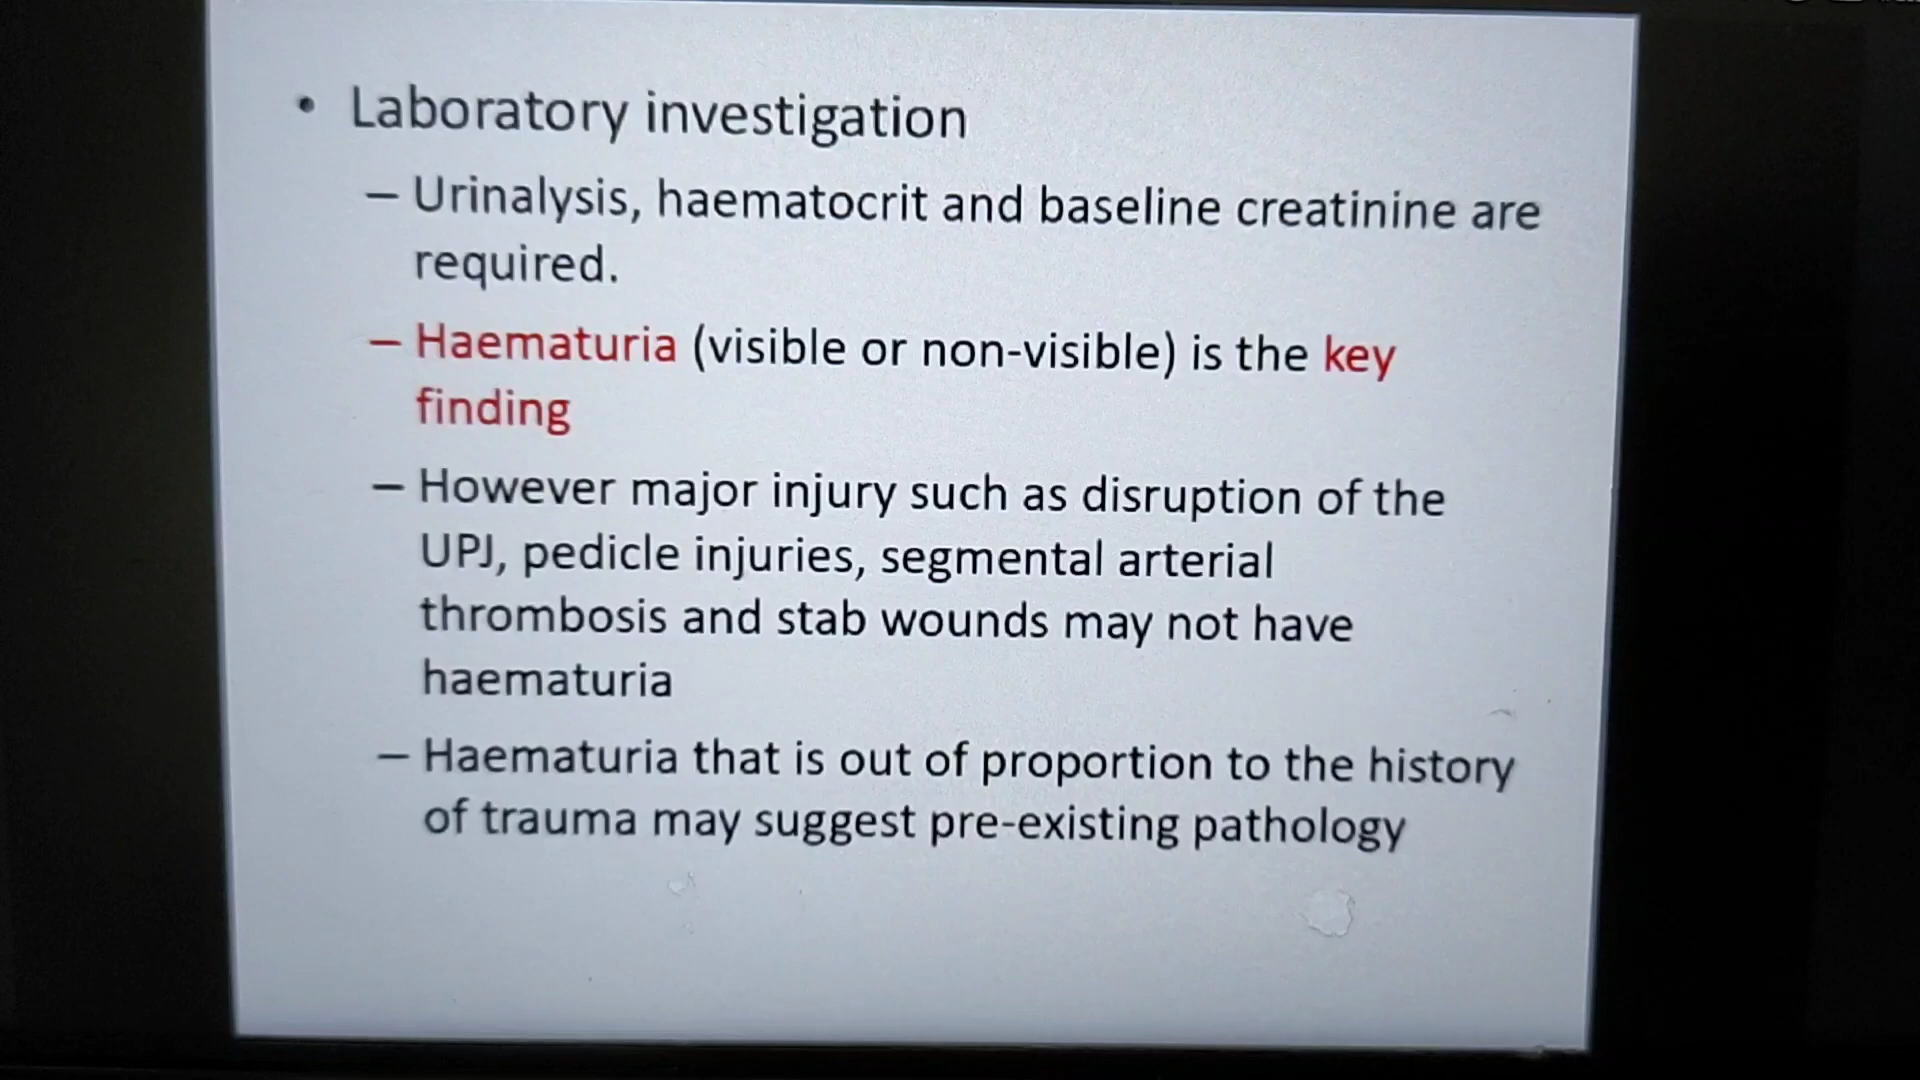 • Laboratory investigation
– Urinalysis, haematocrit and baseline creatinine are
required.
– Haematuria (visible or non-visible) is the key
finding
– However major injury such as disruption of the
UPJ, pedicle injuries, segmental arterial
thrombosis and stab wounds may not have
haematuria
– Haematuria that is out of proportion to the history
of trauma may suggest pre-existing pathology